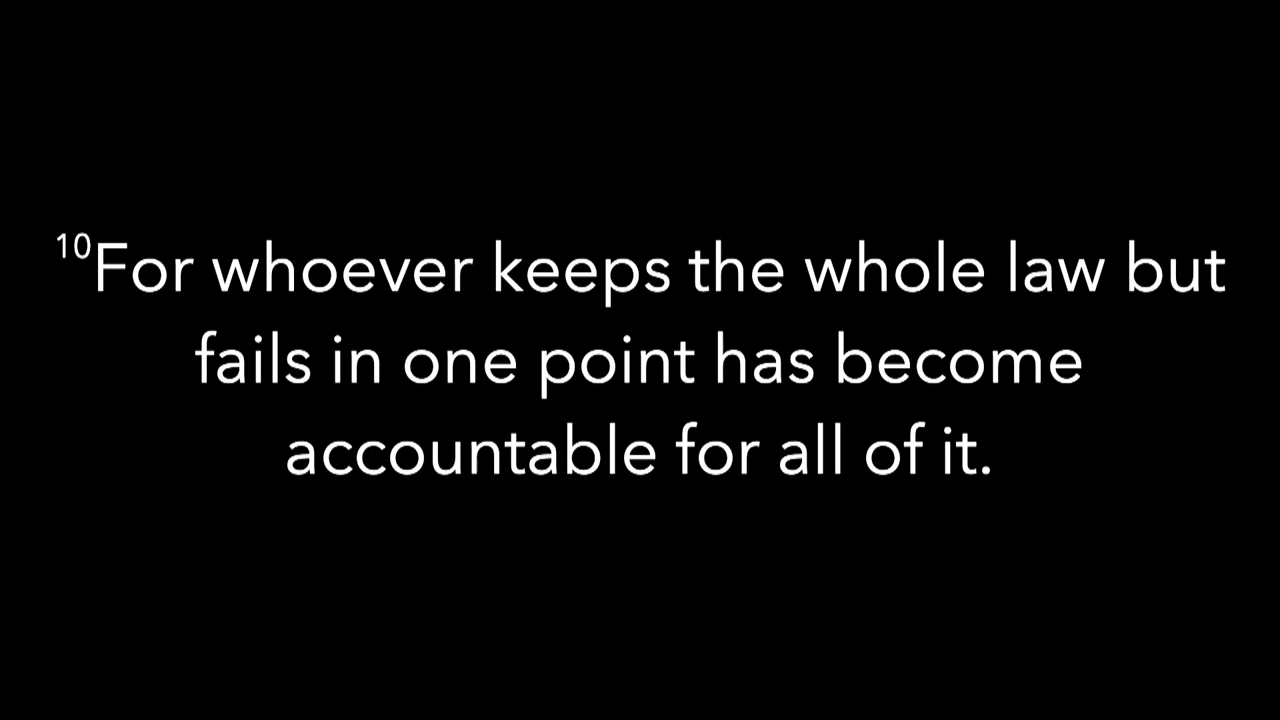 10For whoever keeps the whole law but
fails in one point has become
accountable for all of it.